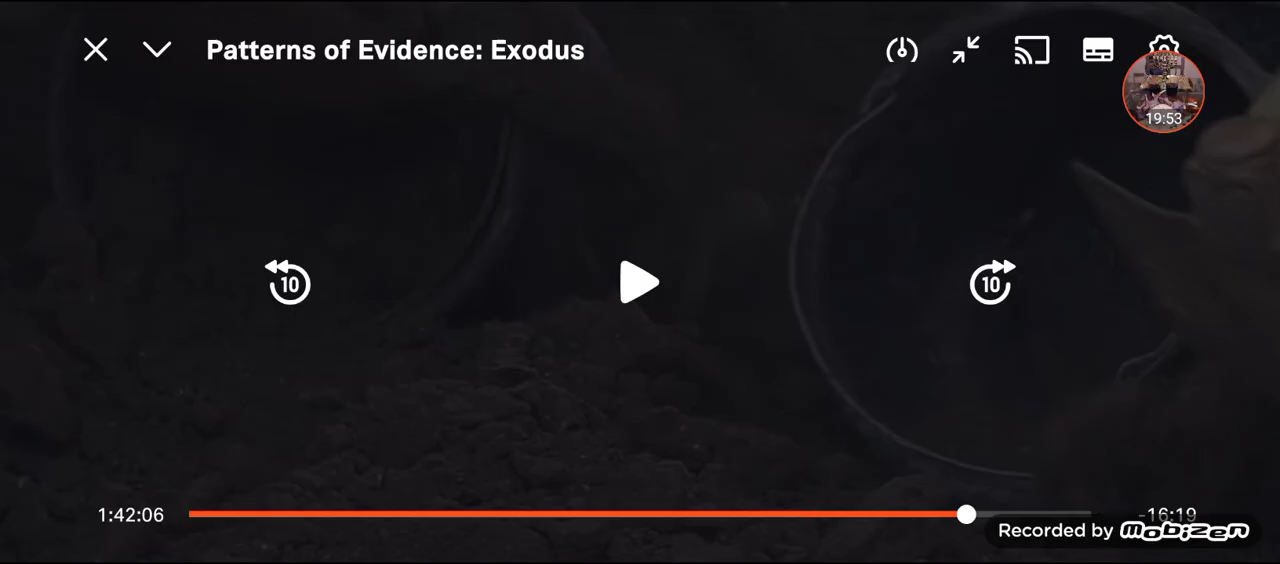 Patterns of Evidence: Exodus
19:53
10
10
1:42:06
-16:19
Recorded by mobizen